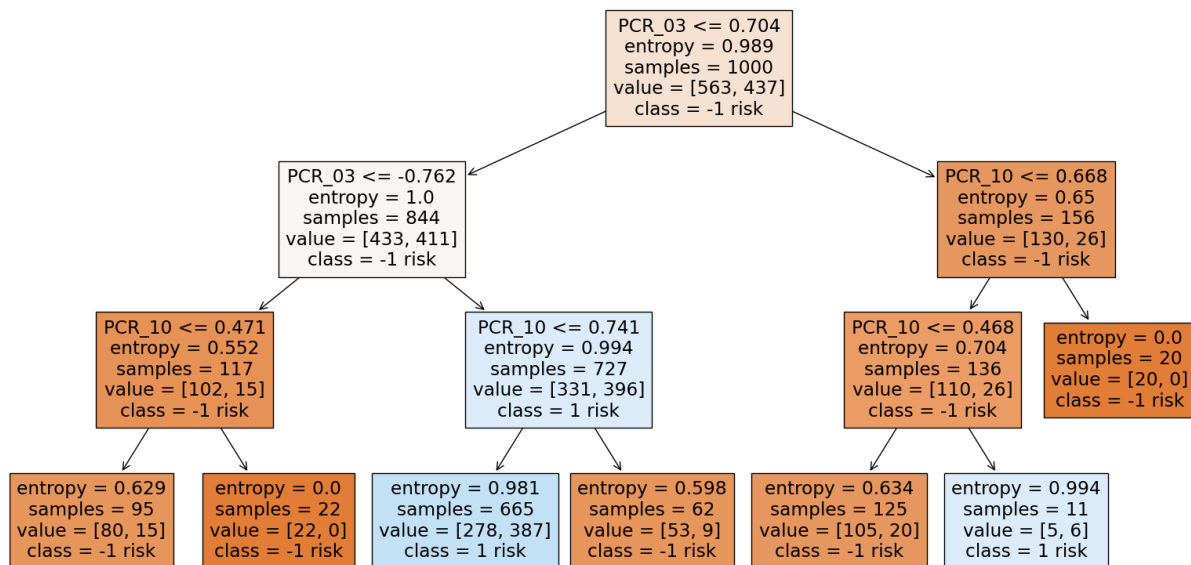 PCR_03 <= 0.704
entropy = 0.989
samples = 1000
value = [563, 437]
class = -1 risk
PCR_03 <= -0.762
entropy = 1.0
samples = 844
value = [433, 411]
class = -1 risk
PCR_10 <= 0.668
entropy = 0.65
samples = 156
value = [130, 26]
class = -1 risk
PCR_10 <= 0.471
entropy = 0.552
samples = 117
value = [102, 15]
class = -1 risk
PCR_10 <= 0.741
entropy = 0.994
samples = 727
value = [331, 396]
class = 1 risk
PCR_10 <= 0.468
entropy = 0.704
samples = 136
value = [110, 26]
class = -1 risk
entropy = 0.0
samples = 20
value = [20, 0]
class = -1 risk
entropy = 0.629
samples = 95
value = [80, 15]
class = -1 risk
entropy = 0.0
samples = 22
value = [22, 0]
class = -1 risk
entropy = 0.981
samples = 665
value = [278, 387]
class = 1 risk
entropy = 0.598
samples = 62
value = [53, 9]
class = -1 risk
entropy = 0.634
samples = 125
value = [105, 20]
class = -1 risk
entropy = 0.994
samples = 11
value = [5, 6]
class = 1 risk